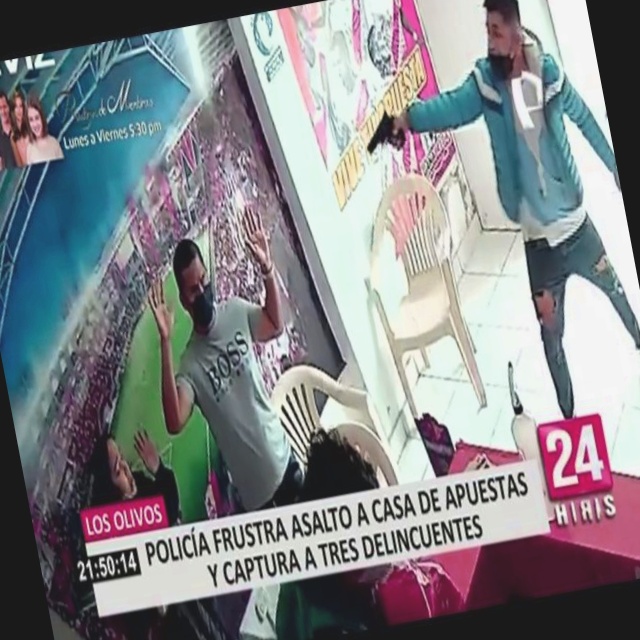 Lunes a Viernes 5:30 pm
BOSS
LOS OLIVOS
21:50:14
POLICÍA FRUSTRA ASALTO A CASA DE APUESTAS
Y CAPTURA A TRES DELINCUENTES
24